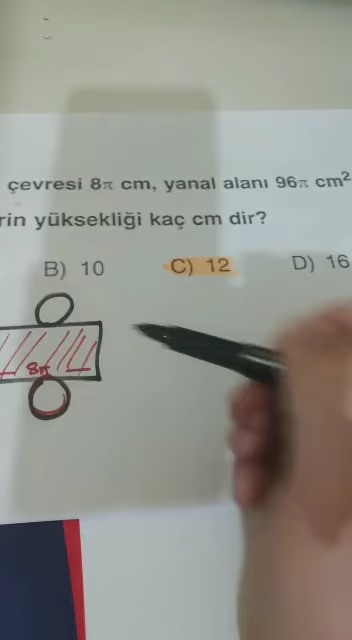 çevresi 8π cm, yanal alanı 96π cm²
rin yüksekliği kaç cm dir?
B) 10 C) 12 D) 16
8π